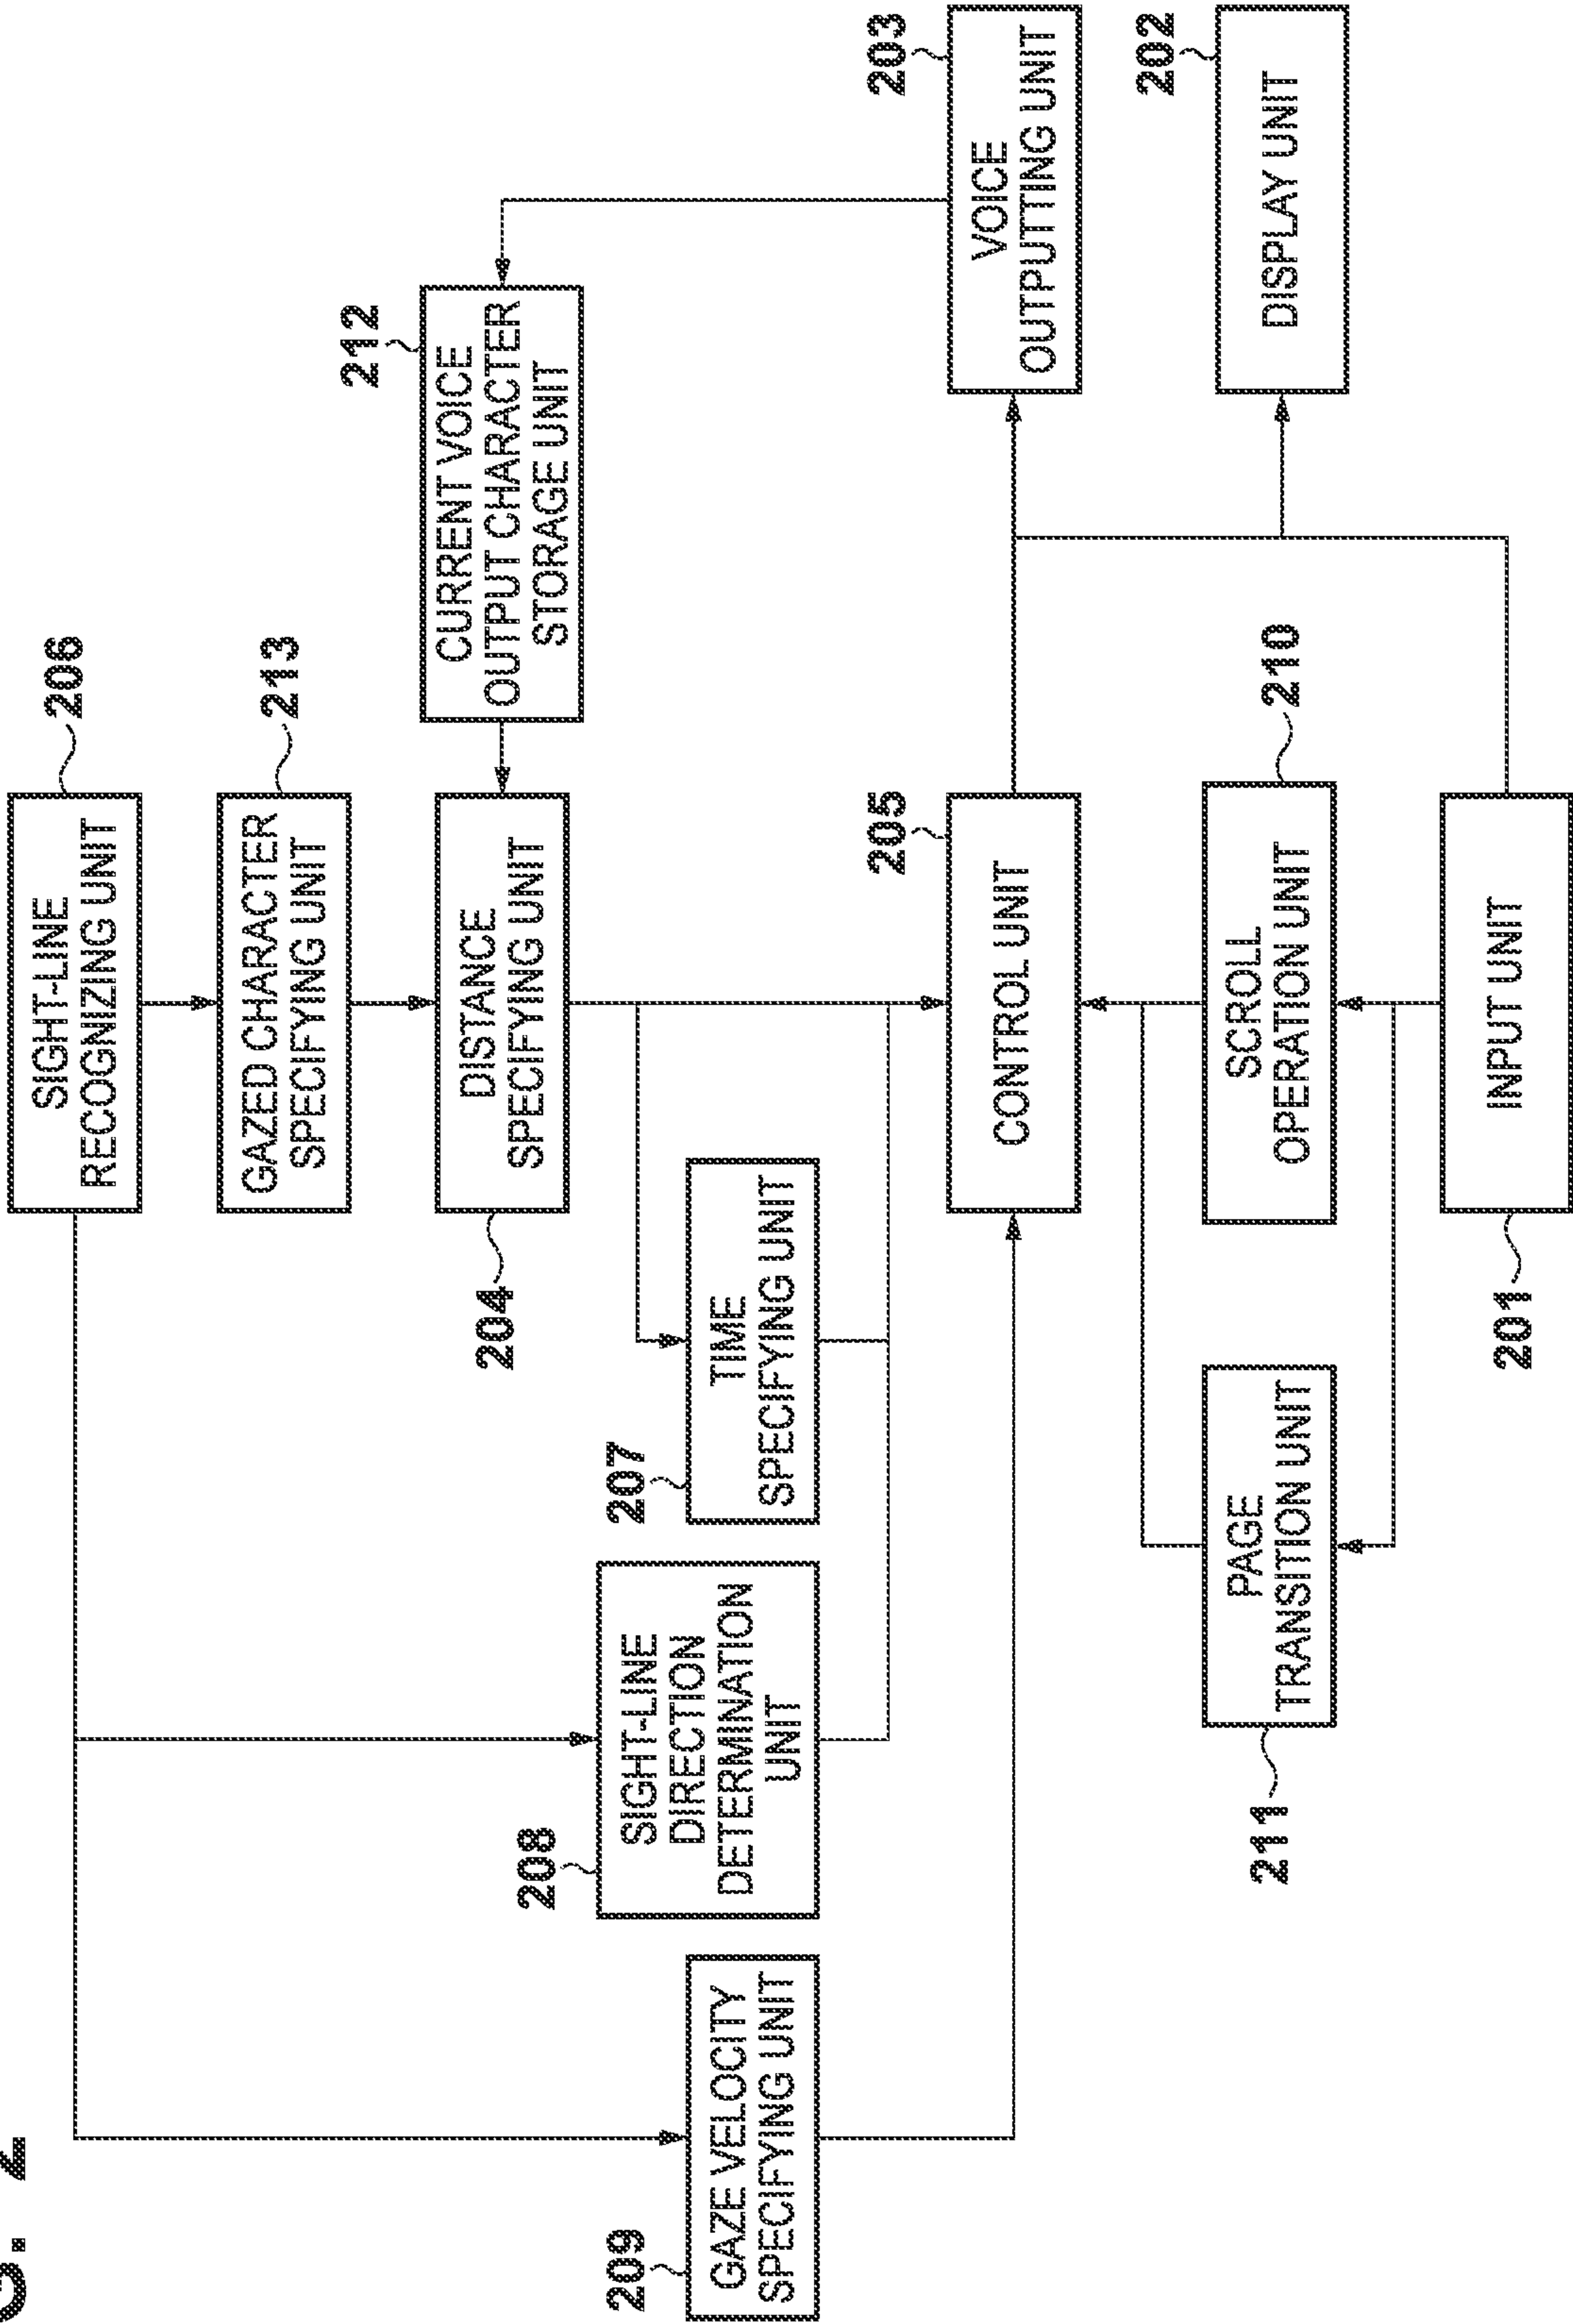 G. 2
206
SIGHT-LINE
RECOGNIZING UNIT
213
GAZED CHARACTER
SPECIFYING UNIT
212
CURRENT VOICE
OUTPUT CHARACTER
STORAGE UNIT
204
DISTANCE
SPECIFYING UNIT
209
GAZE VELOCITY
SPECIFYING UNIT
208
SIGHT-LINE
DIRECTION
DETERMINATION
UNIT
207
TIME
SPECIFYING UNIT
205
CONTROL UNIT
203
VOICE
OUTPUTTING UNIT
202
DISPLAY UNIT
211
PAGE
TRANSITION UNIT
210
SCROLL
OPERATION UNIT
201
INPUT UNIT